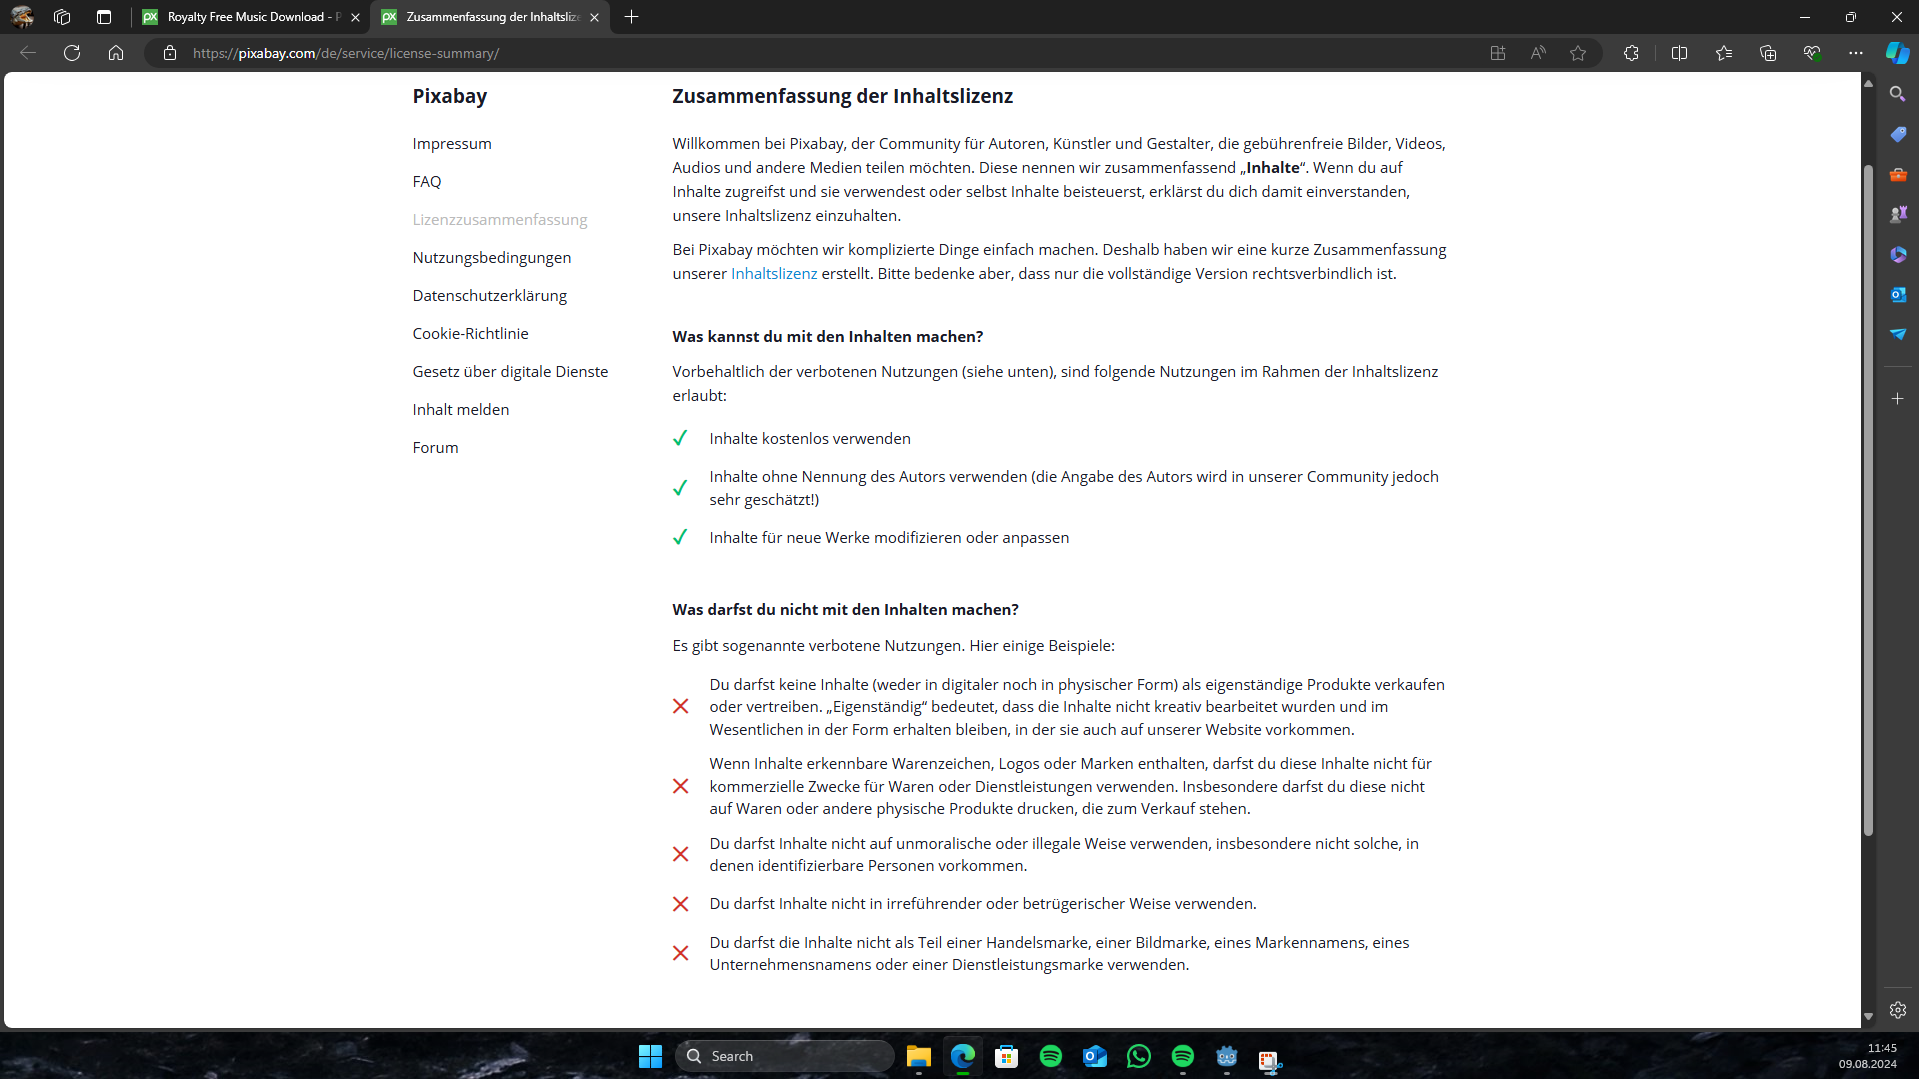 Royalty Free Music Download - P
Zusammenfassung der Inhaltslize
https://pixabay.com/de/service/license-summary/
Pixabay
Impressum
FAQ
Lizenzzusammenfassung
Nutzungsbedingungen
Datenschutzerklärung
Cookie-Richtlinie
Gesetz über digitale Dienste
Inhalt melden
Forum
Zusammenfassung der Inhaltslizenz
Willkommen bei Pixabay, der Community für Autoren, Künstler und Gestalter, die gebührenfreie Bilder, Videos,
Audios und andere Medien teilen möchten. Diese nennen wir zusammenfassend „Inhalte“. Wenn du auf
Inhalte zugreifst und sie verwendest oder selbst Inhalte beisteuerst, erklärst du dich damit einverstanden,
unsere Inhaltslizenz einzuhalten.
Bei Pixabay möchten wir komplizierte Dinge einfach machen. Deshalb haben wir eine kurze Zusammenfassung
unserer Inhaltslizenz erstellt. Bitte bedenke aber, dass nur die vollständige Version rechtsverbindlich ist.
Was kannst du mit den Inhalten machen?
Vorbehaltlich der verbotenen Nutzungen (siehe unten), sind folgende Nutzungen im Rahmen der Inhaltslizenz
erlaubt:
Inhalte kostenlos verwenden
Inhalte ohne Nennung des Autors verwenden (die Angabe des Autors wird in unserer Community jedoch
sehr geschätzt!)
Inhalte für neue Werke modifizieren oder anpassen
Was darfst du nicht mit den Inhalten machen?
Es gibt sogenannte verbotene Nutzungen. Hier einige Beispiele:
Du darfst keine Inhalte (weder in digitaler noch in physischer Form) als eigenständige Produkte verkaufen
oder vertreiben. „Eigenständig“ bedeutet, dass die Inhalte nicht kreativ bearbeitet wurden und im
Wesentlichen in der Form erhalten bleiben, in der sie auch auf unserer Website vorkommen.
Wenn Inhalte erkennbare Warenzeichen, Logos oder Marken enthalten, darfst du diese Inhalte nicht für
kommerzielle Zwecke für Waren oder Dienstleistungen verwenden. Insbesondere darfst du diese nicht
auf Waren oder andere physische Produkte drucken, die zum Verkauf stehen.
Du darfst Inhalte nicht auf unmoralische oder illegale Weise verwenden, insbesondere nicht solche, in
denen identifizierbare Personen vorkommen.
Du darfst Inhalte nicht in irreführender oder betrügerischer Weise verwenden.
Du darfst die Inhalte nicht als Teil einer Handelsmarke, einer Bildmarke, eines Markennamens, eines
Unternehmensnamens oder einer Dienstleistungsmarke verwenden.
Search
11:45
09.08.2024